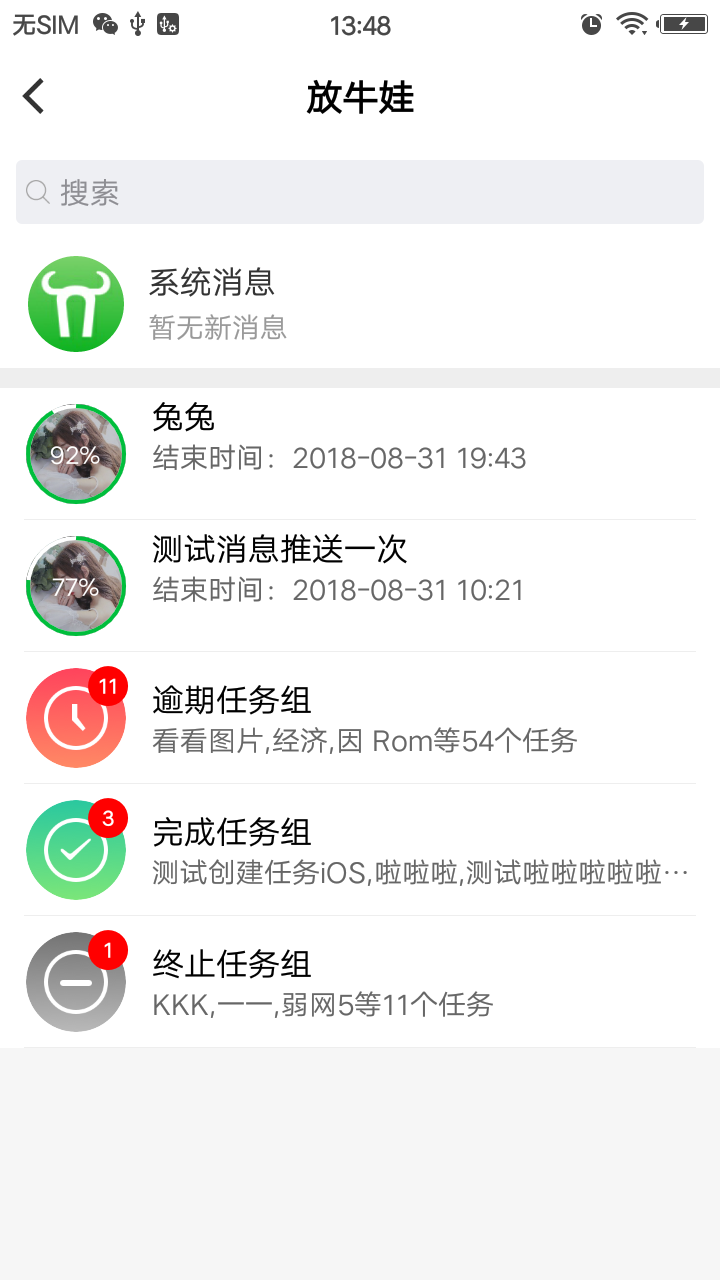 无SIM 13:48
放牛娃
搜索
系统消息
暂无新消息
兔兔
92%
结束时间：2018-08-31 19:43
测试消息推送一次
77%
结束时间：2018-08-31 10:21
11
逾期任务组
看看图片,经济,因 Rom等54个任务
3
完成任务组
测试创建任务iOS,啦啦啦,测试啦啦啦啦啦···
1
终止任务组
KKK,一一,弱网5等11个任务